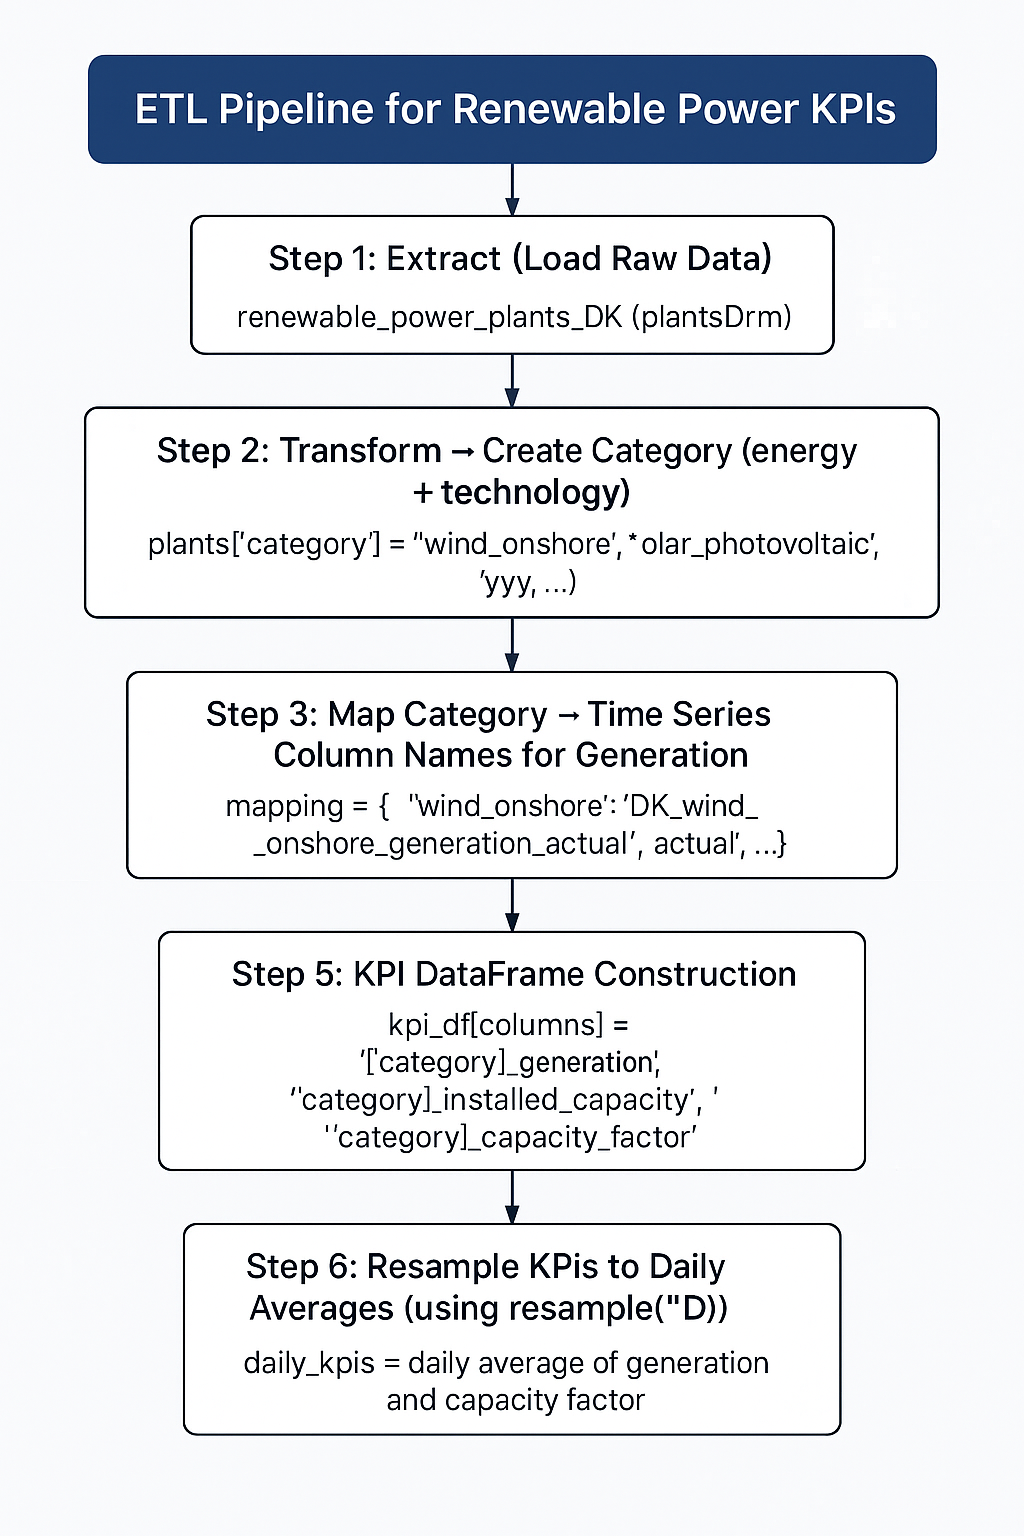 ETL Pipeline for Renewable Power KPIs
Step 1: Extract (Load Raw Data)
renewable_power_plants_DK (plantsDrm)
Step 2: Transform → Create Category (energy
+ technology)
plants['category'] = "wind_onshore', *olar_photovoltaic',
'yyy, ...)
Step 3: Map Category → Time Series
Column Names for Generation
mapping = { "wind_onshore': 'DK_wind_
_onshore_generation_actual', actual', ...}
Step 5: KPI DataFrame Construction
kpi_df[columns] =
'['category]_generation',
''category]_installed_capacity', '
''category]_capacity_factor'
Step 6: Resample KPis to Daily
Averages (using resample("D))
daily_kpis = daily average of generation
and capacity factor